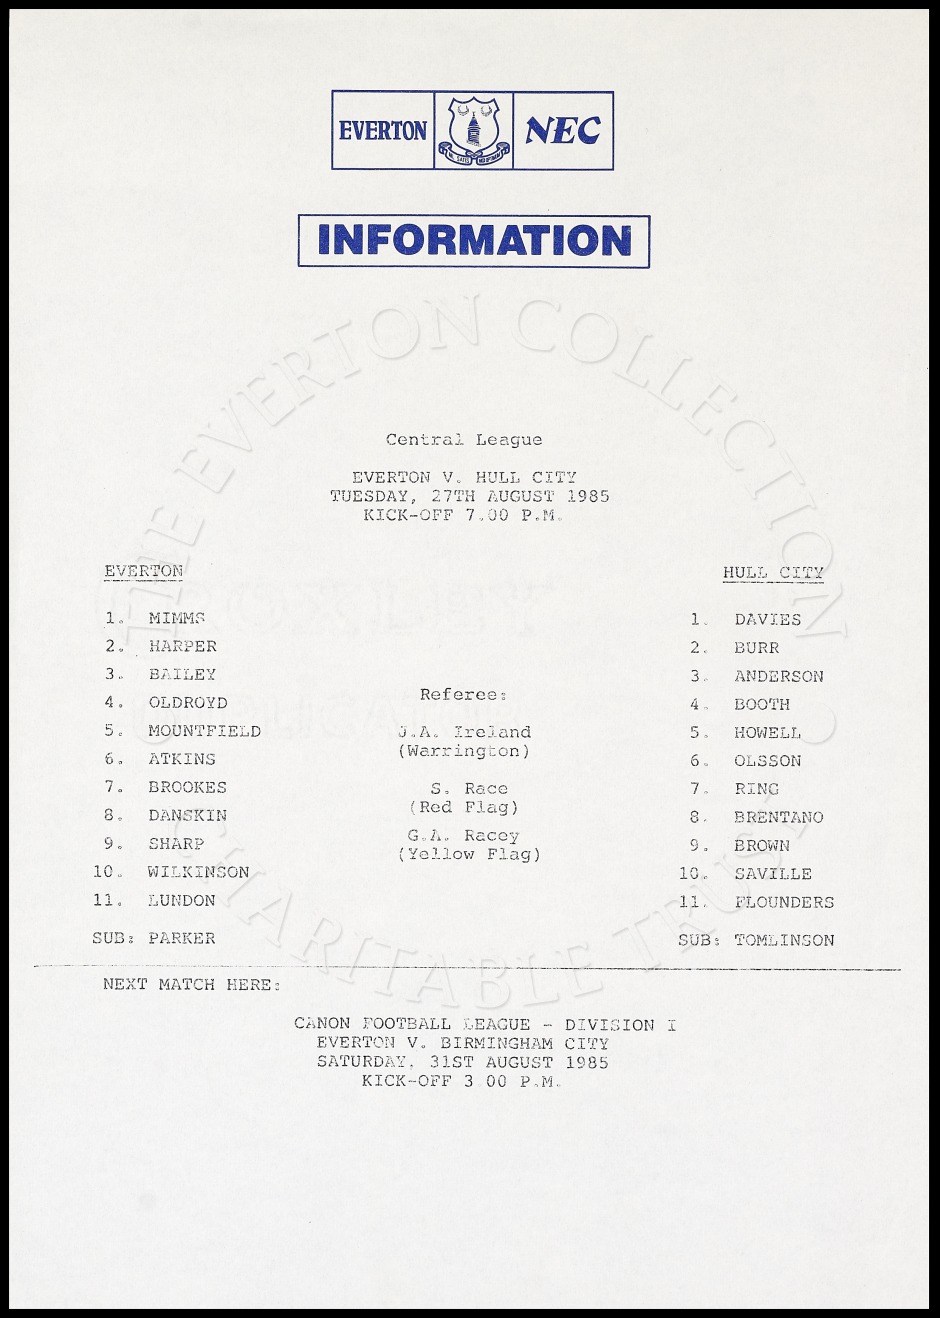 EVERTON
NIL SATIS NISI OPTIMUM
NEC
INFORMATION
THE EVERTON COLLECTION CHARITABLE TRUST
Central League
EVERTON V. HULL CITY
TUESDAY, 27TH AUGUST 1985
KICK-OFF 7.00 P.M.
EVERTON
1. MIMMS
2. HARPER
3. BAILEY
4. OLDROYD
5. MOUNTFIELD
6. ATKINS
7. BROOKES
8. DANSKIN
9. SHARP
10. WILKINSON
11. LUNDON
SUB: PARKER
Referee:
J.A. Ireland
(Warrington)
S. Race
(Red Flag)
G.A. Racey
(Yellow Flag)
HULL CITY
1. DAVIES
2. BURR
3. ANDERSON
4. BOOTH
5. HOWELL
6. OLSSON
7. RING
8. BRENTANO
9. BROWN
10. SAVILLE
11. FLOUNDERS
SUB: TOMLINSON
NEXT MATCH HERE:
CANON FOOTBALL LEAGUE - DIVISION I
EVERTON V. BIRMINGHAM CITY
SATURDAY, 31ST AUGUST 1985
KICK-OFF 3 00 P.M.